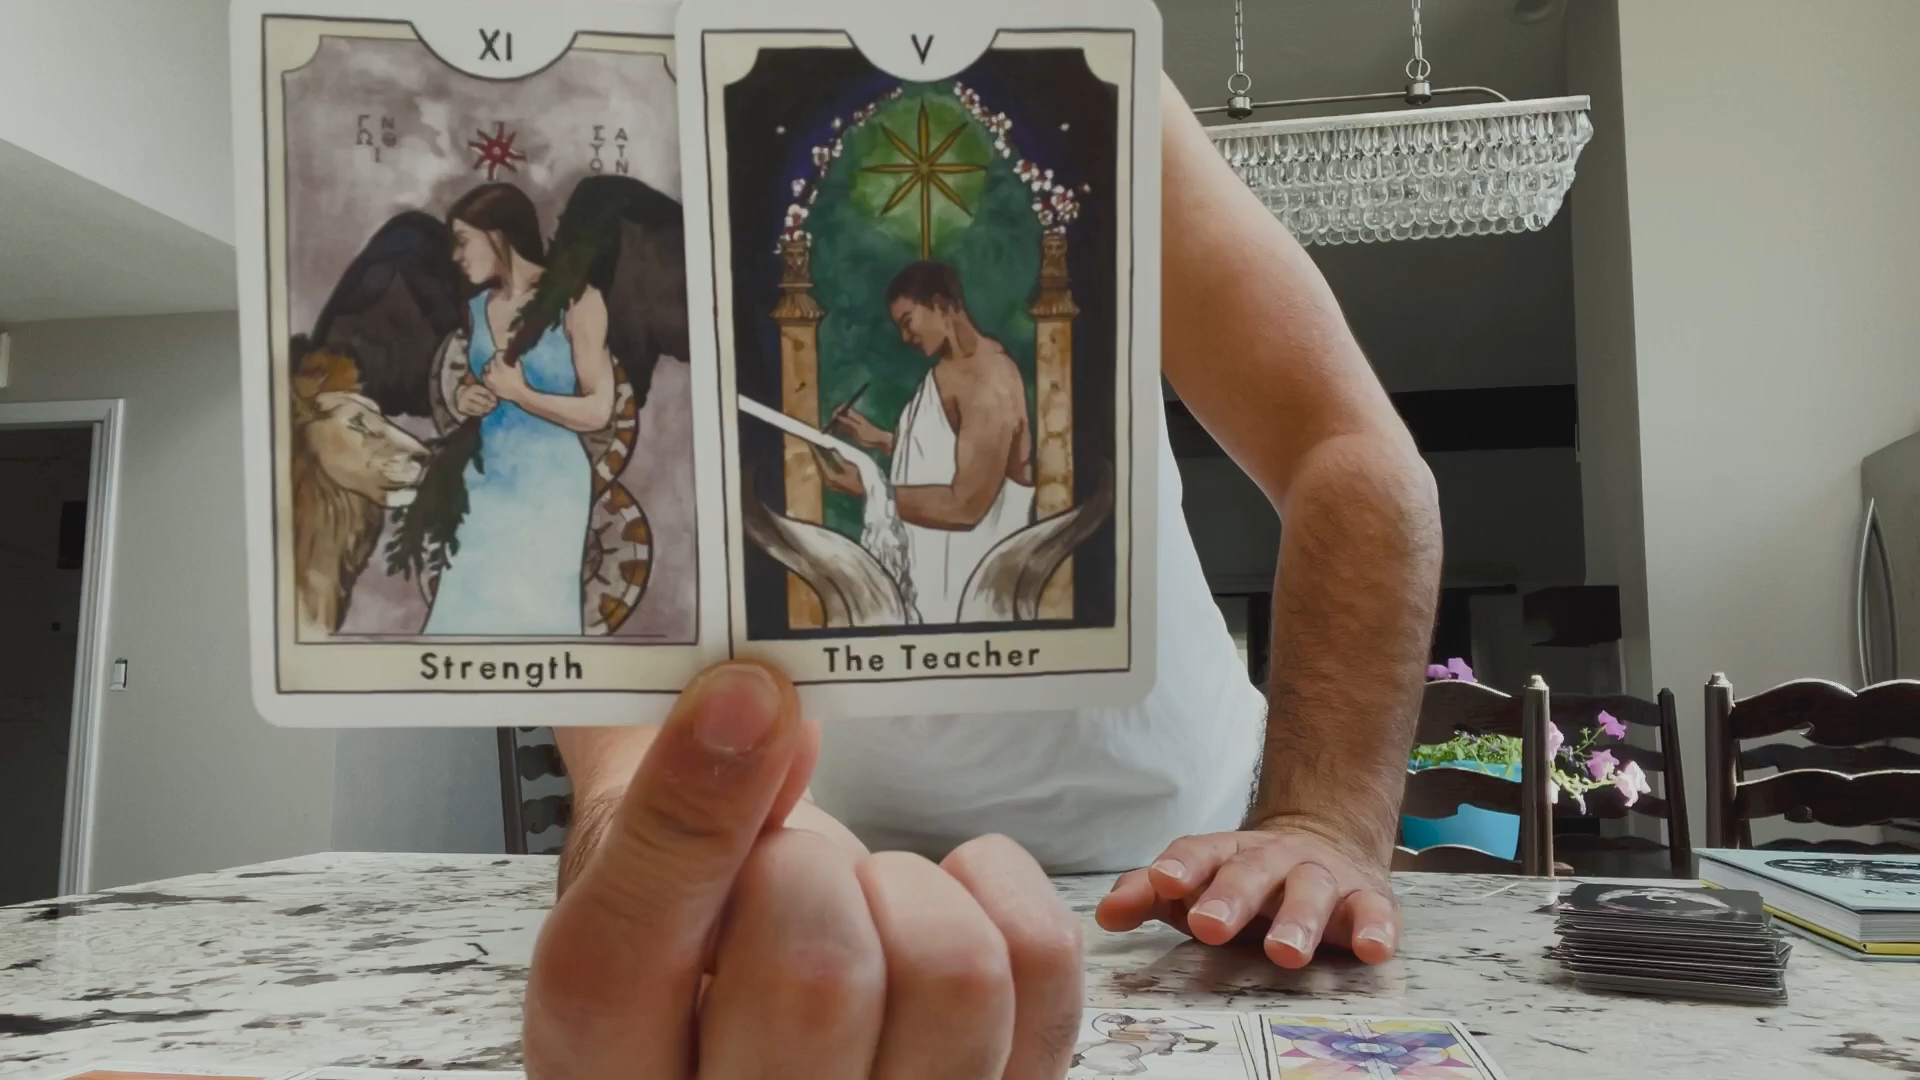 XI
Γ Ν
Ω Θ
Ι
Σ Α
Τ Τ
Ο Ν
Strength
V
The Teacher